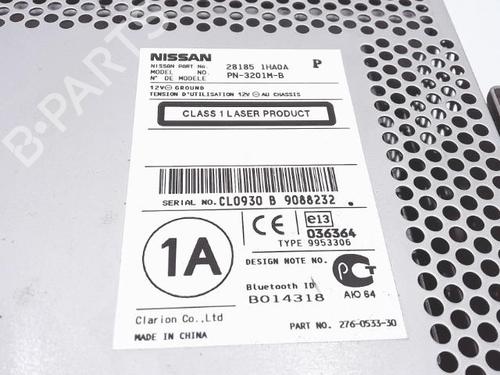 NISSAN
NISSAN PART No. 28185 1HA0A P
MODEL NO. PN-3201M-B
N° DE MODELE
12V⊖GROUND
TENSION D'UTILISATION 12V⊖AU CHASSIS
CLASS 1 LASER PRODUCT
SERIAL NO. CL0930 B 9088232 .
CE e13
036364
TYPE 9953306
1A
DESIGN NOTE NO.
PCT
Bluetooth ID
B014318
АЮ 64
Clarion Co.,Ltd
MADE IN CHINA
PART NO. 276-0533-30
B-PARTS